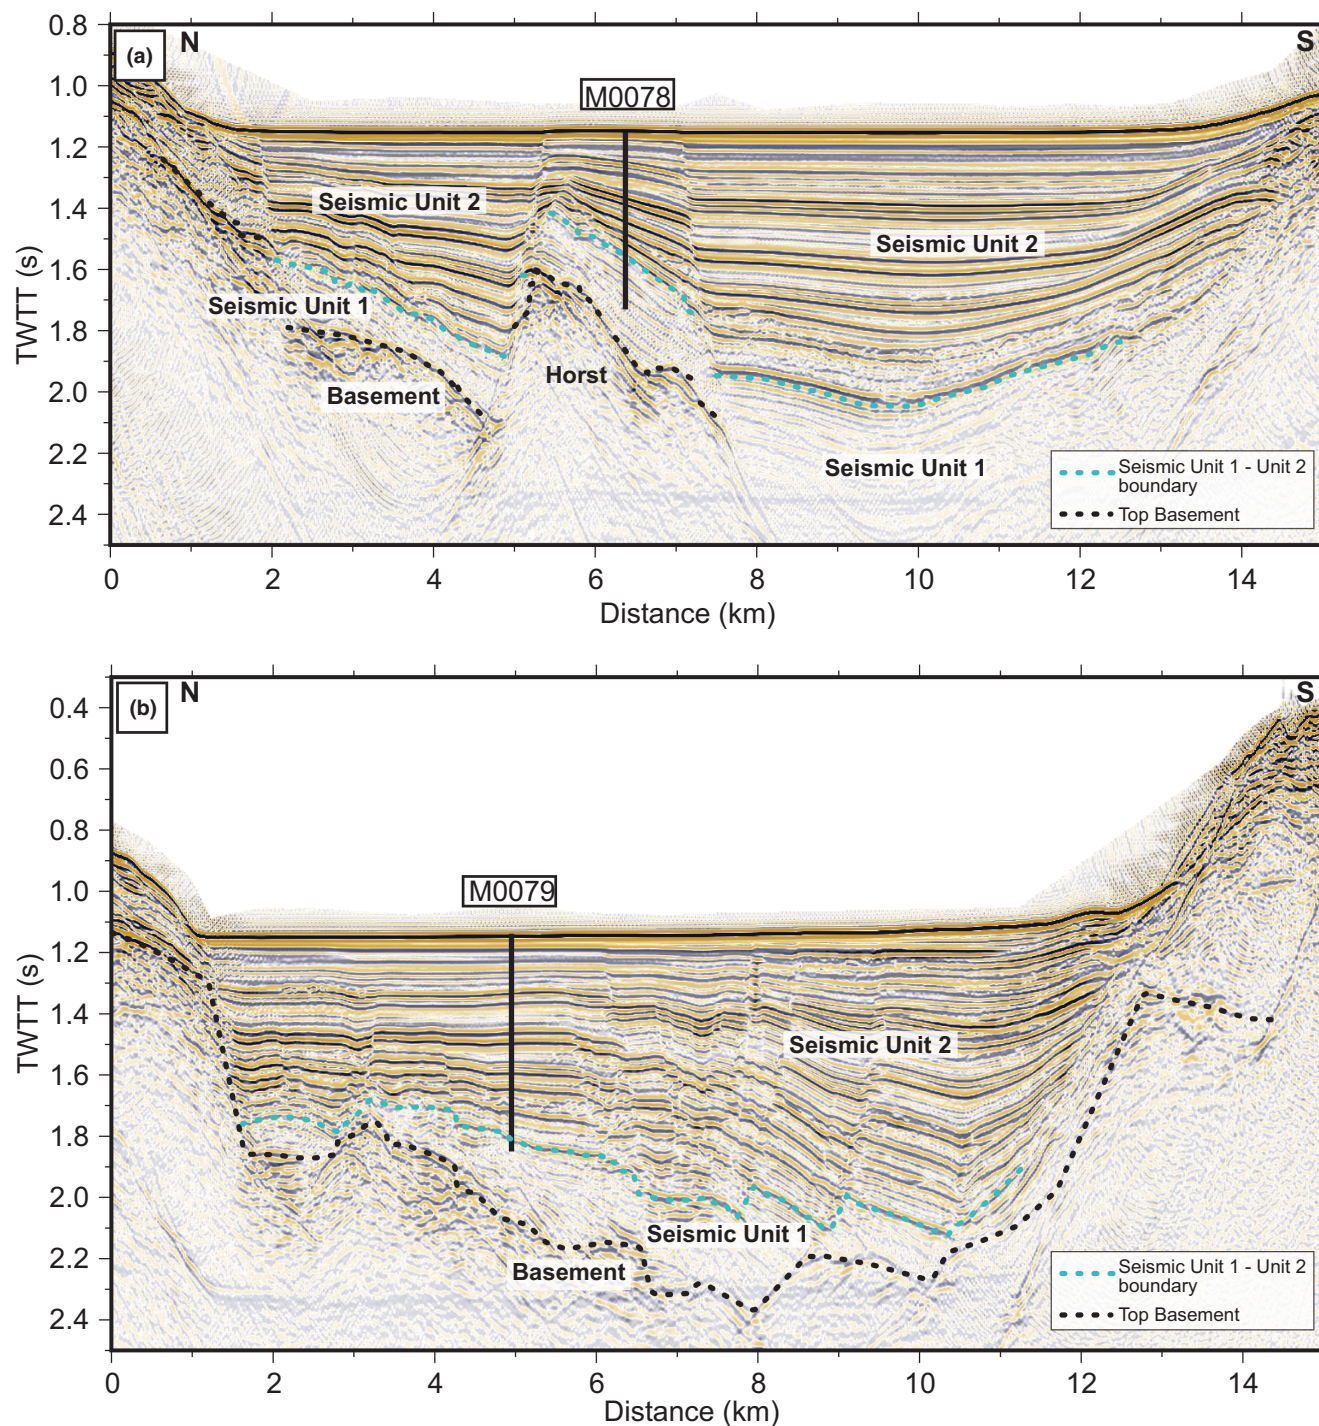 (a)
N
S
M0078
0.8
1.0
1.2
1.4
1.6
1.8
2.0
2.2
2.4
TWTT (s)
Seismic Unit 2
Seismic Unit 2
Seismic Unit 1
Basement
Horst
Seismic Unit 1
Seismic Unit 1 - Unit 2
boundary
Top Basement
0 2 4 6 8 10 12 14
Distance (km)
(b)
N
S
M0079
0.4
0.6
0.8
1.0
1.2
1.4
1.6
1.8
2.0
2.2
2.4
TWTT (s)
Seismic Unit 2
Seismic Unit 1
Basement
Seismic Unit 1 - Unit 2
boundary
Top Basement
0 2 4 6 8 10 12 14
Distance (km)